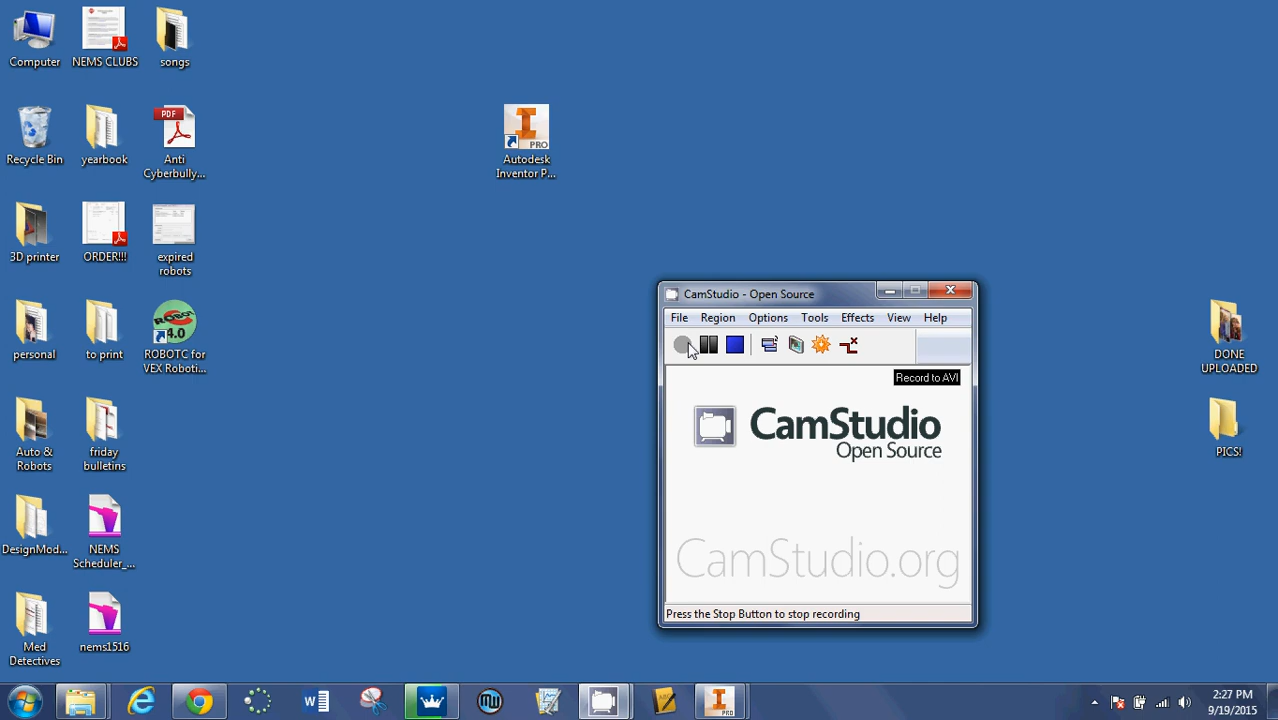 Computer
NEMS CLUBS
songs
Recycle Bin
yearbook
PDF
Anti
Cyberbully...
PRO
Autodesk
Inventor P...
3D printer
ORDER!!!
expired
robots
personal
to print
4.0
ROBOTC for
VEX Roboti...
Auto &
Robots
friday
bulletins
DesignMod...
NEMS
Scheduler_...
Med
Detectives
nems1516
CamStudio - Open Source
File Region Options Tools Effects View Help
Record to AVI
CamStudio
Open Source
CamStudio.org
Press the Stop Button to stop recording
DONE
UPLOADED
PICS!
PRO
2:27 PM
9/19/2015